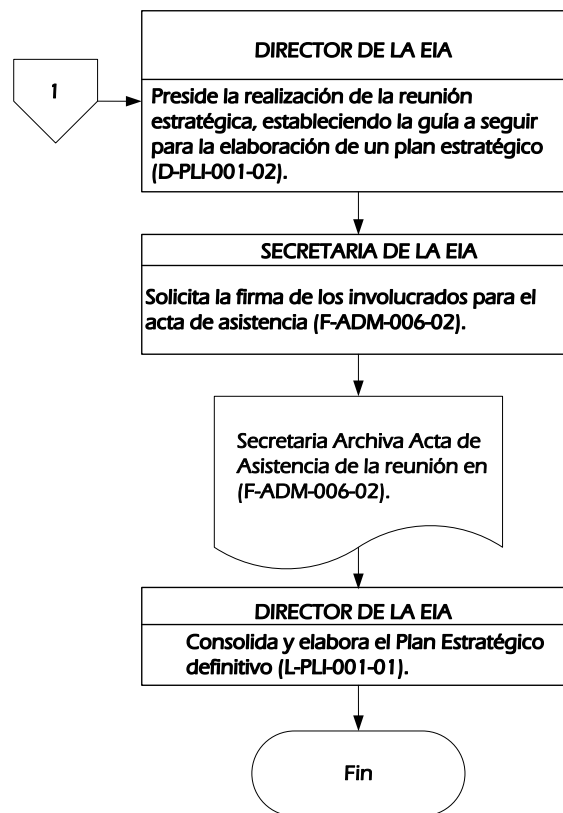 1
DIRECTOR DE LA EIA
Preside la realización de la reunión
estratégica, estableciendo la guía a seguir
para la elaboración de un plan estratégico
(D-PLI-001-02).
SECRETARIA DE LA EIA
Solicita la firma de los involucrados para el
acta de asistencia (F-ADM-006-02).
Secretaria Archiva Acta de
Asistencia de la reunión en
(F-ADM-006-02).
DIRECTOR DE LA EIA
Consolida y elabora el Plan Estratégico
definitivo (L-PLI-001-01).
Fin